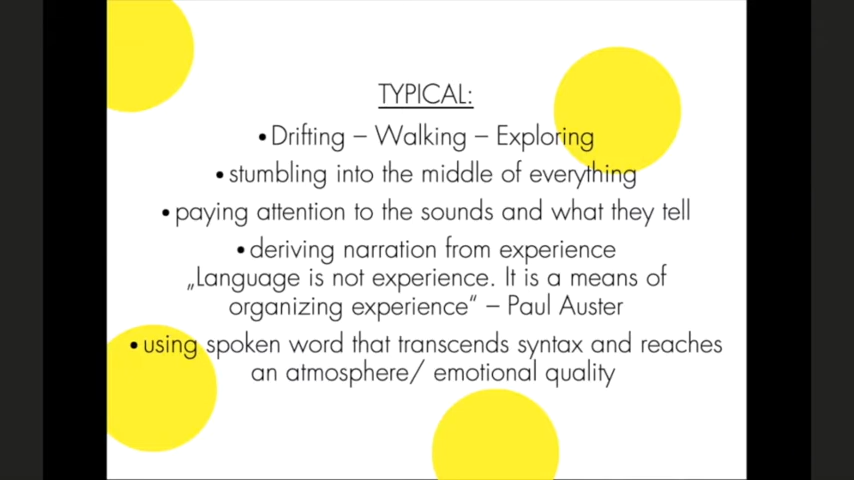 TYPICAL:
•Drifting – Walking – Exploring
•stumbling into the middle of everything
•paying attention to the sounds and what they tell
•deriving narration from experience
„Language is not experience. It is a means of
organizing experience“ – Paul Auster
•using spoken word that transcends syntax and reaches
an atmosphere/ emotional quality